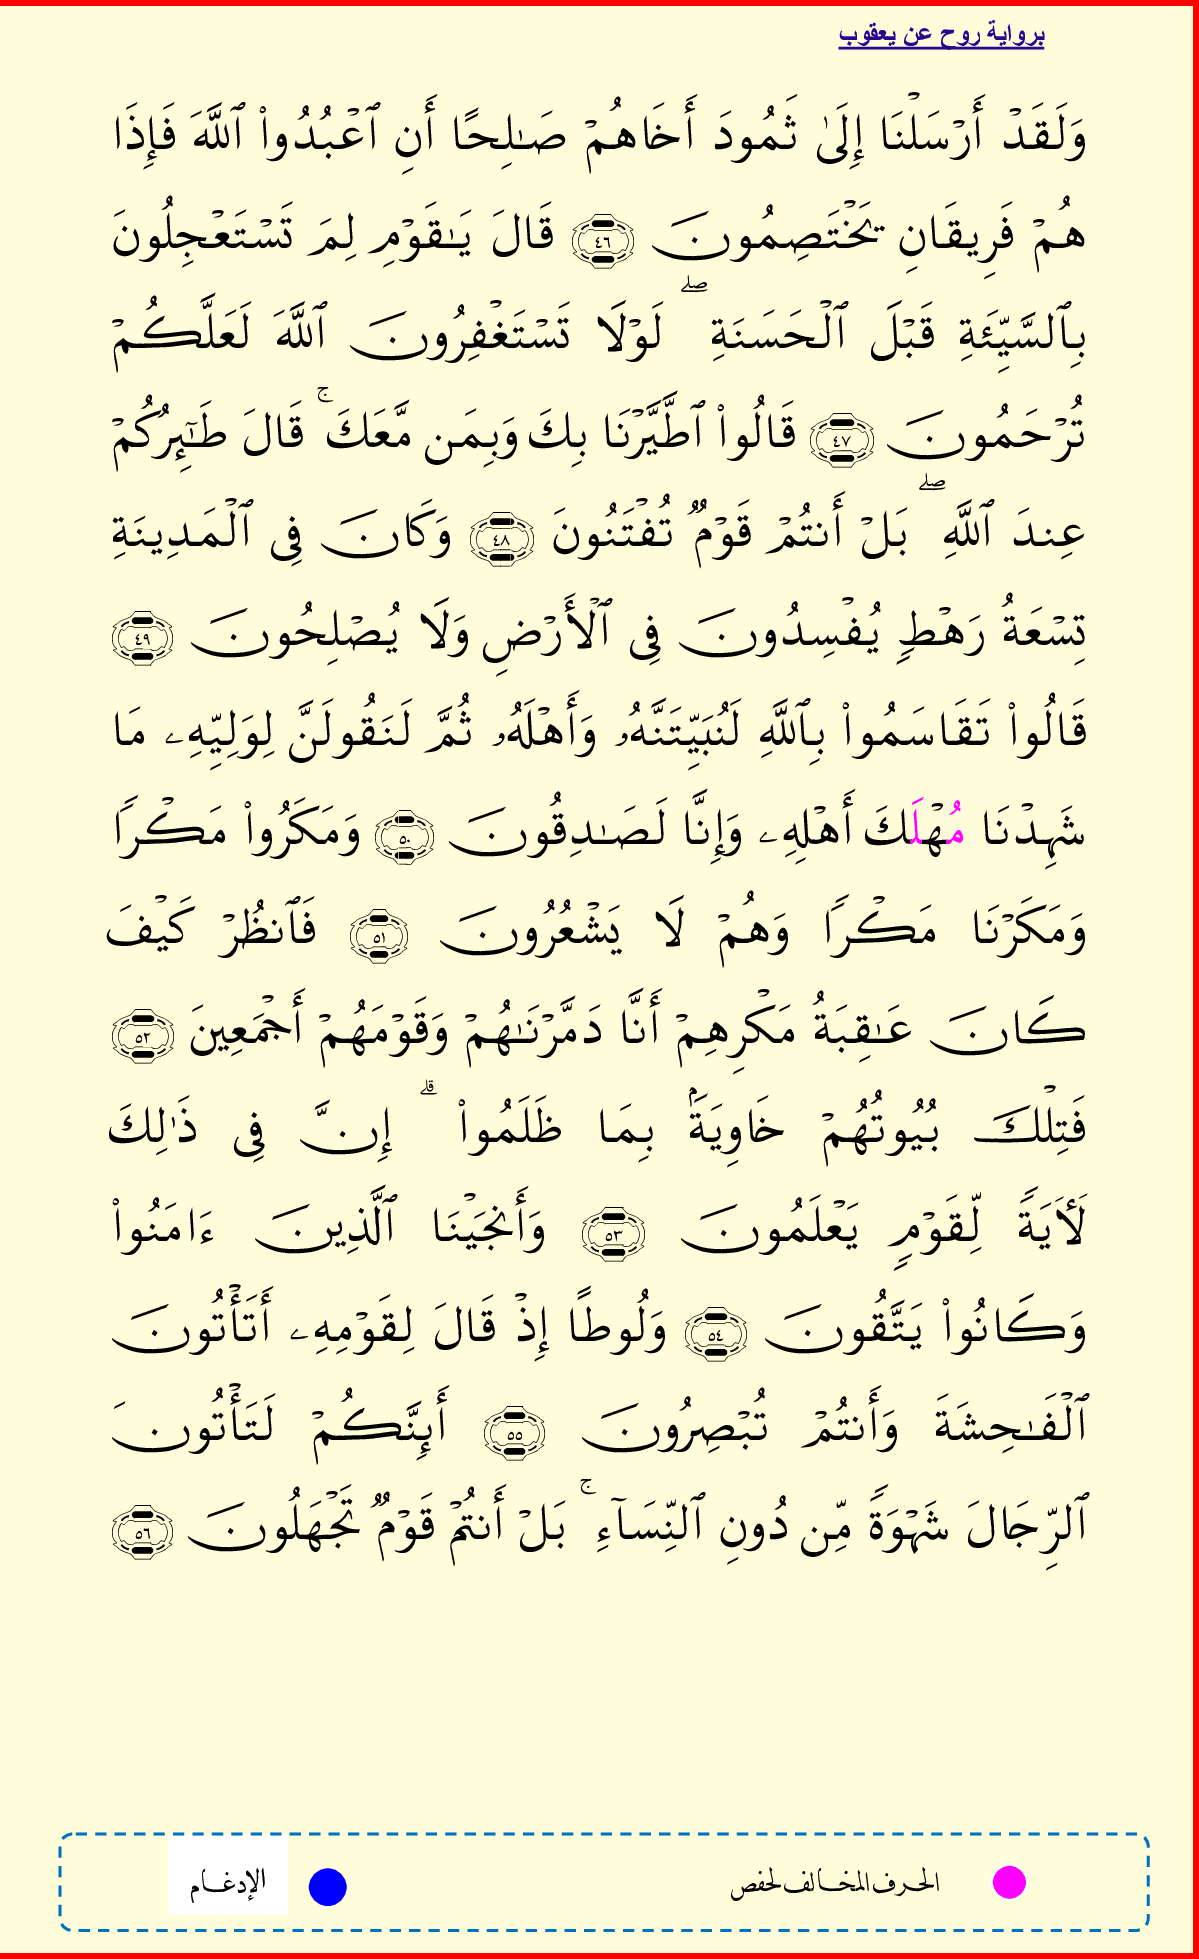 برواية روح عن يعقوب
وَلَقَدۡ أَرۡسَلۡنَا إِلَىٰ ثَمُودَ أَخَاهُمۡ صَـٰلِحًا أَنِ ٱعۡبُدُوا۟ ٱللَّهَ فَإِذَا
هُمۡ فَرِيقَانِ يَخۡتَصِمُونَ ٤٦ قَالَ يَـٰقَوۡمِ لِمَ تَسۡتَعۡجِلُونَ
بِٱلسَّيِّئَةِ قَبۡلَ ٱلۡحَسَنَةِ ۖ لَوۡلَا تَسۡتَغۡفِرُونَ ٱللَّهَ لَعَلَّكُمۡ
تُرۡحَمُونَ ٤٧ قَالُوا۟ ٱطَّيَّرۡنَا بِكَ وَبِمَن مَّعَكَ ۚ قَالَ طَـٰٓئِرُكُمۡ
عِندَ ٱللَّهِ ۖ بَلۡ أَنتُمۡ قَوۡمٌ تُفۡتَنُونَ ٤٨ وَكَانَ فِى ٱلۡمَدِينَةِ
تِسۡعَةُ رَهۡطٍ يُفۡسِدُونَ فِى ٱلۡأَرۡضِ وَلَا يُصۡلِحُونَ ٤٩
قَالُوا۟ تَقَاسَمُوا۟ بِٱللَّهِ لَنُبَيِّتَنَّهُۥ وَأَهۡلَهُۥ ثُمَّ لَنَقُولَنَّ لِوَلِيِّهِۦ مَا
شَهِدۡنَا مُهۡلَكَ أَهۡلِهِۦ وَإِنَّا لَصَـٰدِقُونَ ٥٠ وَمَكَرُوا۟ مَكۡرًا
وَمَكَرۡنَا مَكۡرًا وَهُمۡ لَا يَشۡعُرُونَ ٥١ فَٱنظُرۡ كَيۡفَ
كَانَ عَـٰقِبَةُ مَكۡرِهِمۡ أَنَّا دَمَّرۡنَـٰهُمۡ وَقَوۡمَهُمۡ أَجۡمَعِينَ ٥٢
فَتِلۡكَ بُيُوتُهُمۡ خَاوِيَةَۢ بِمَا ظَلَمُوا۟ ۗ إِنَّ فِى ذَٰلِكَ
لَأٓيَةً لِّقَوۡمٍ يَعۡلَمُونَ ٥٣ وَأَنجَيۡنَا ٱلَّذِينَ ءَامَنُوا۟
وَكَانُوا۟ يَتَّقُونَ ٥٤ وَلُوطًا إِذۡ قَالَ لِقَوۡمِهِۦ أَتَأۡتُونَ
ٱلۡفَـٰحِشَةَ وَأَنتُمۡ تُبۡصِرُونَ ٥٥ أَئِنَّكُمۡ لَتَأۡتُونَ
ٱلرِّجَالَ شَهۡوَةً مِّن دُونِ ٱلنِّسَآءِ ۚ بَلۡ أَنتُمۡ قَوۡمٌ تَجۡهَلُونَ ٥٦
الحرف المخالف لحفص الإدغام